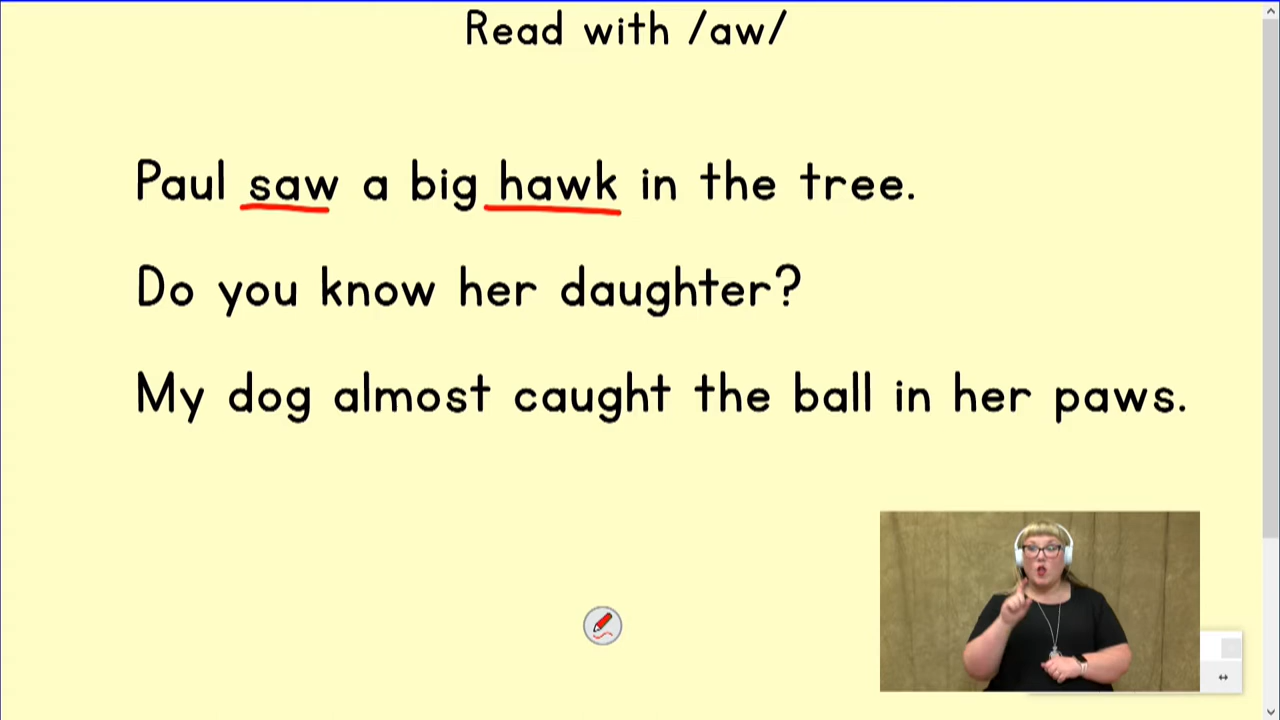 Read with /aw/
Paul saw a big hawk in the tree.
Do you know her daughter?
My dog almost caught the ball in her paws.